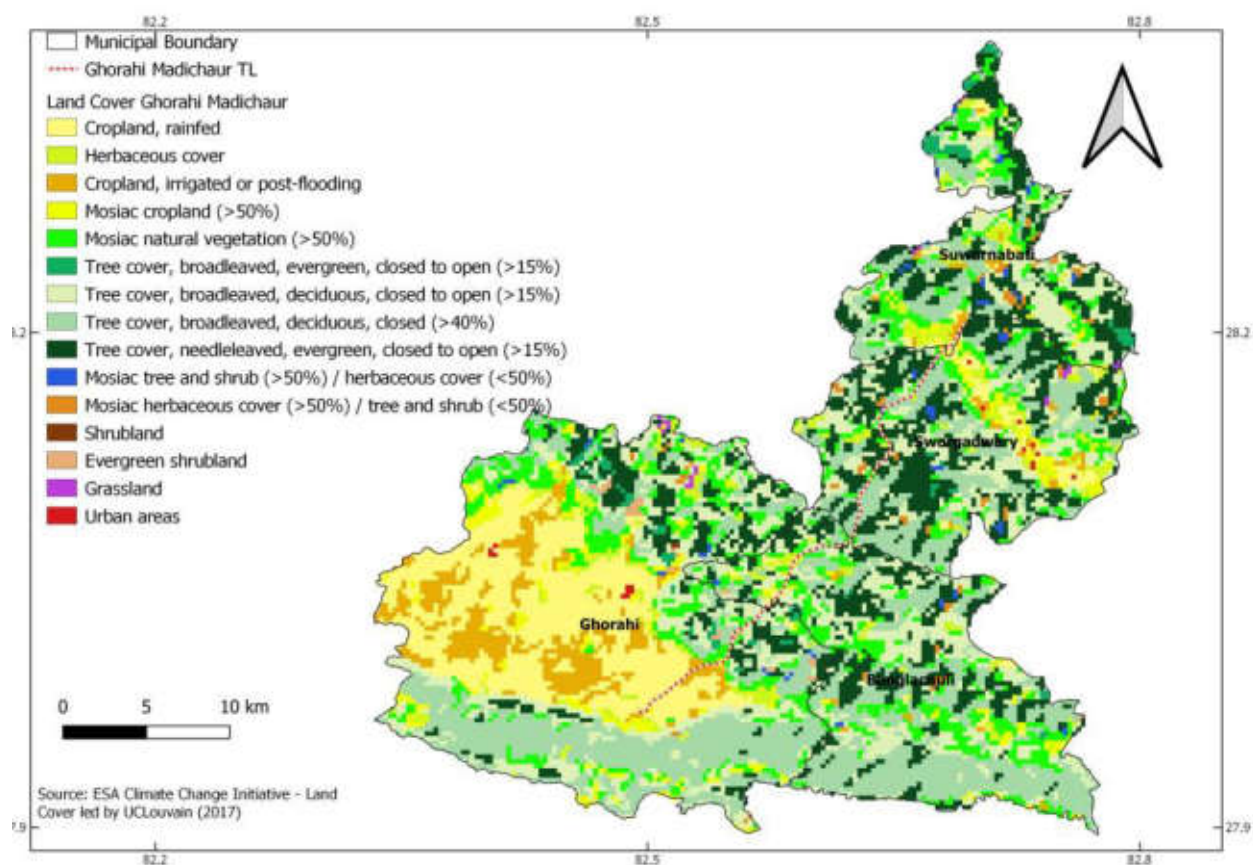 82.2 82.5 82.8
Municipal Boundary
Ghorahi Madichaur TL
Land Cover Ghorahi Madichaur
Cropland, rainfed
Herbaceous cover
Cropland, irrigated or post-flooding
Mosiac cropland (>50%)
Mosiac natural vegetation (>50%)
Tree cover, broadleaved, evergreen, closed to open (>15%)
Tree cover, broadleaved, deciduous, closed to open (>15%)
Tree cover, broadleaved, deciduous, closed (>40%)
Tree cover, needleleaved, evergreen, closed to open (>15%)
Mosiac tree and shrub (>50%) / herbaceous cover (<50%)
Mosiac herbaceous cover (>50%) / tree and shrub (<50%)
Shrubland
Evergreen shrubland
Grassland
Urban areas
Suwarnabati
8.2 28.2
Swargadwary
Ghorahi
0 5 10 km
Source: ESA Climate Change Initiative - Land
Cover led by UCLouvain (2017)
7.9 27.9
82.2 82.5 82.8